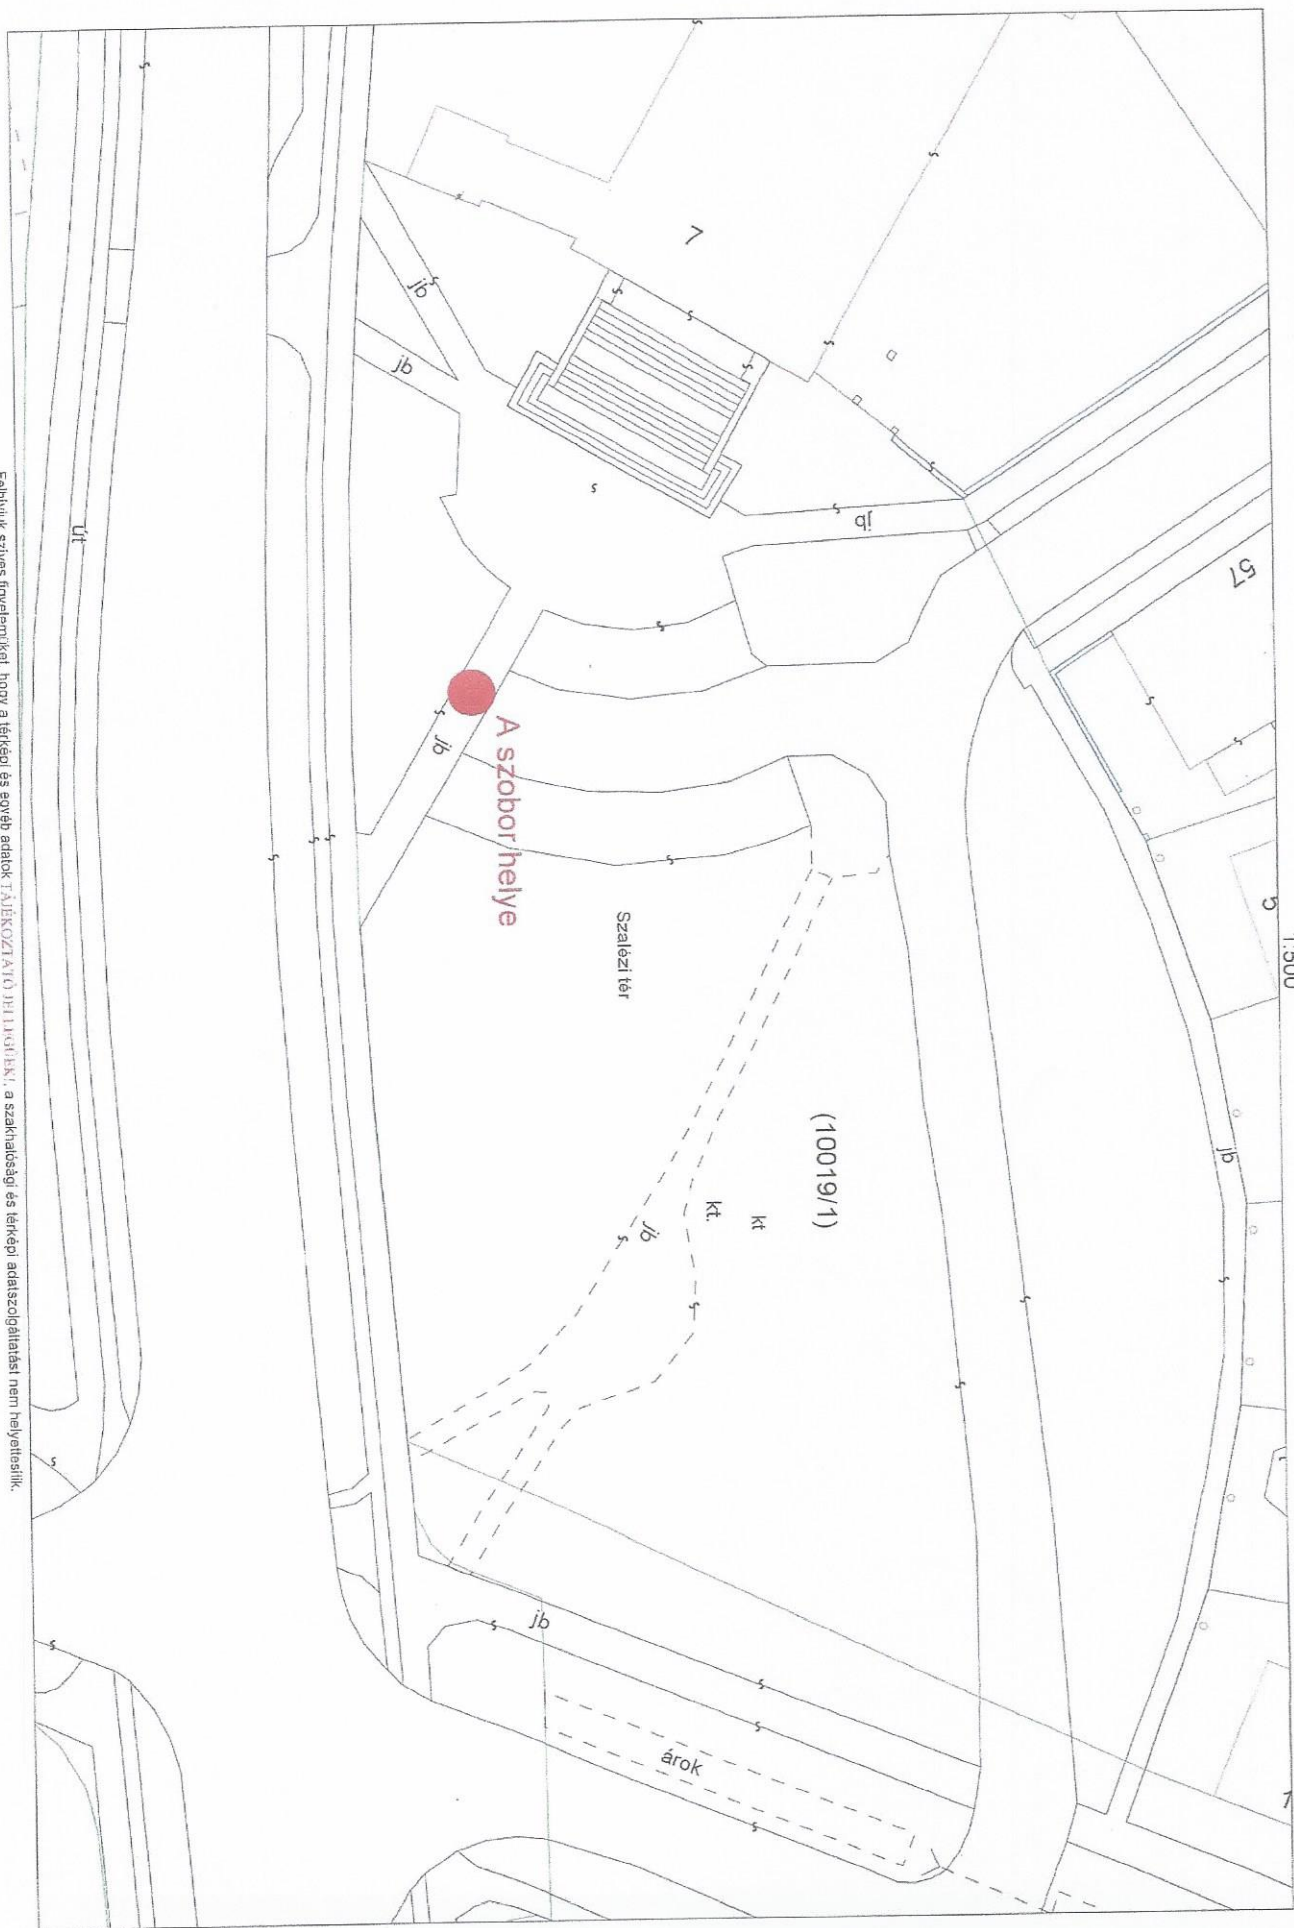 1:500
7
57
5
jb
jb
jb
jb
A szobor helye
Szalézi tér
(10019/1)
kt
kt.
jb
jb
jb
árok
1
Út
Felhívjuk szíves figyelmüket, hogy a térképi és egyéb adatok TÁJÉKOZTATÓ JELLEGŰEK!, a szakhatósági és térképi adatszolgáltatást nem helyettesítik.